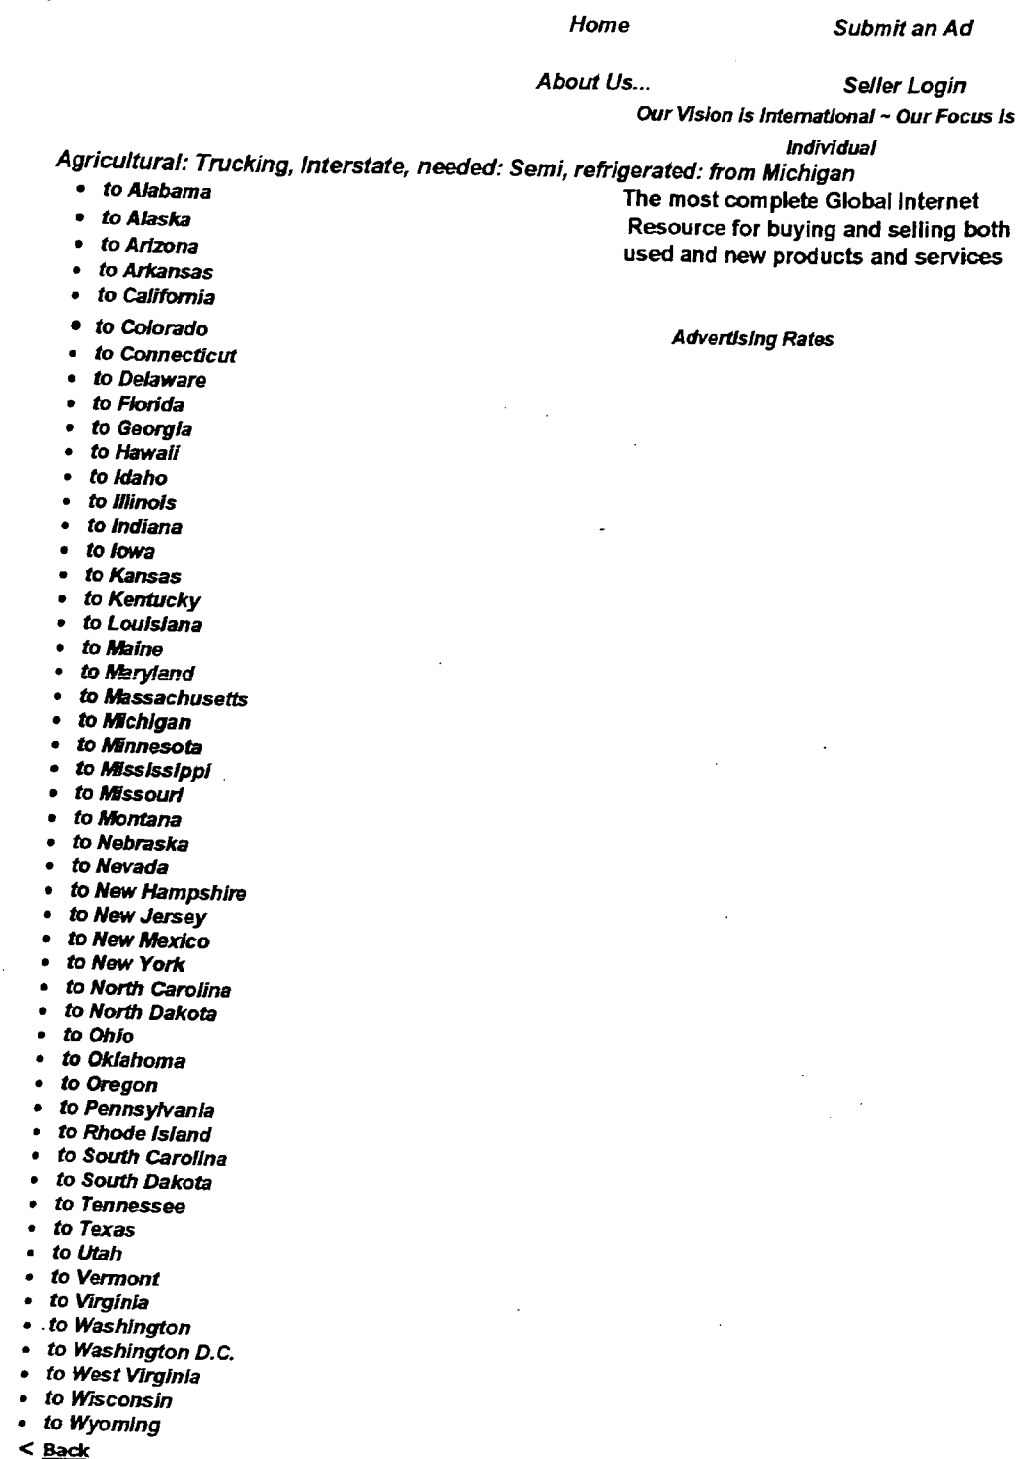 Home
Submit an Ad
About Us...
Seller Login
Our Vision is International ~ Our Focus is
Individual
Agricultural: Trucking, Interstate, needed: Semi, refrigerated: from Michigan
• to Alabama
The most complete Global Internet
• to Alaska
Resource for buying and selling both
• to Arizona
used and new products and services
• to Arkansas
• to California
• to Colorado
Advertising Rates
• to Connecticut
• to Delaware
• to Florida
• to Georgia
• to Hawaii
• to Idaho
• to Illinois
• to Indiana
• to Iowa
• to Kansas
• to Kentucky
• to Louisiana
• to Maine
• to Maryland
• to Massachusetts
• to Michigan
• to Minnesota
• to Mississippi
• to Missouri
• to Montana
• to Nebraska
• to Nevada
• to New Hampshire
• to New Jersey
• to New Mexico
• to New York
• to North Carolina
• to North Dakota
• to Ohio
• to Oklahoma
• to Oregon
• to Pennsylvania
• to Rhode Island
• to South Carolina
• to South Dakota
• to Tennessee
• to Texas
• to Utah
• to Vermont
• to Virginia
• to Washington
• to Washington D.C.
• to West Virginia
• to Wisconsin
• to Wyoming
< Back